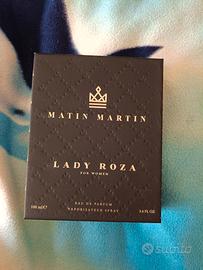 MATIN MARTIN
LADY ROZA
FOR WOMEN
EAU DE PARFUM
100 ml ℮ VAPORISATEUR SPRAY 3.4 FL.OZ
subito